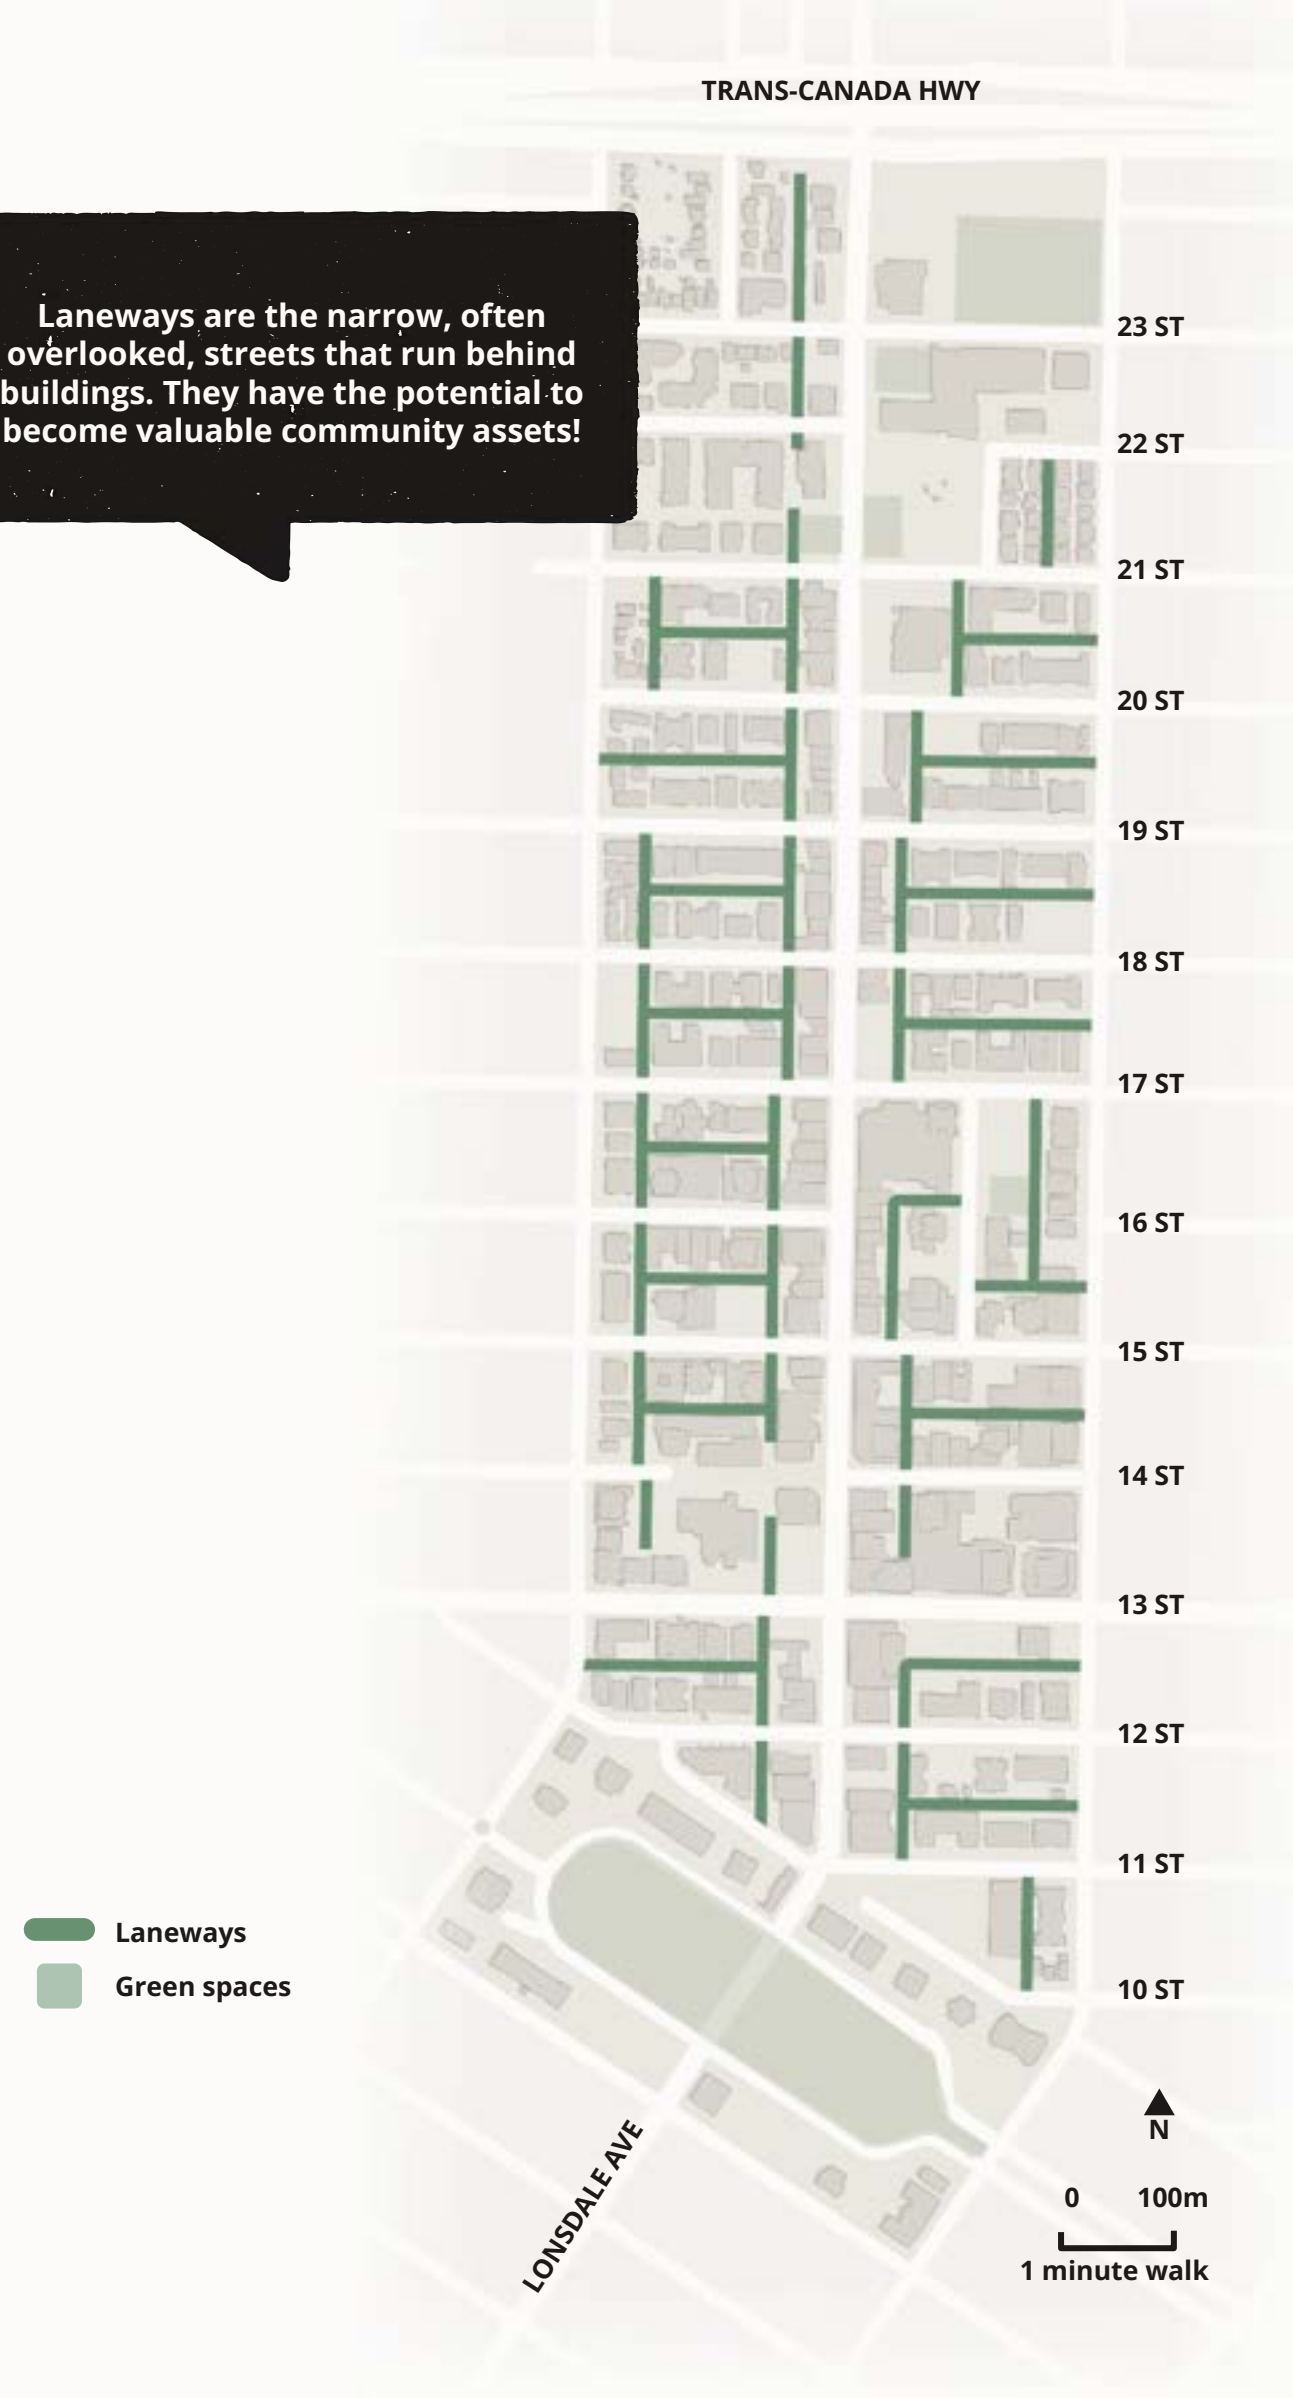 TRANS-CANADA HWY
Laneways are the narrow, often
overlooked, streets that run behind
buildings. They have the potential to
become valuable community assets!
23 ST
22 ST
21 ST
20 ST
19 ST
18 ST
17 ST
16 ST
15 ST
14 ST
13 ST
12 ST
11 ST
10 ST
Laneways
Green spaces
LONSDALE AVE
N
0 100m
1 minute walk